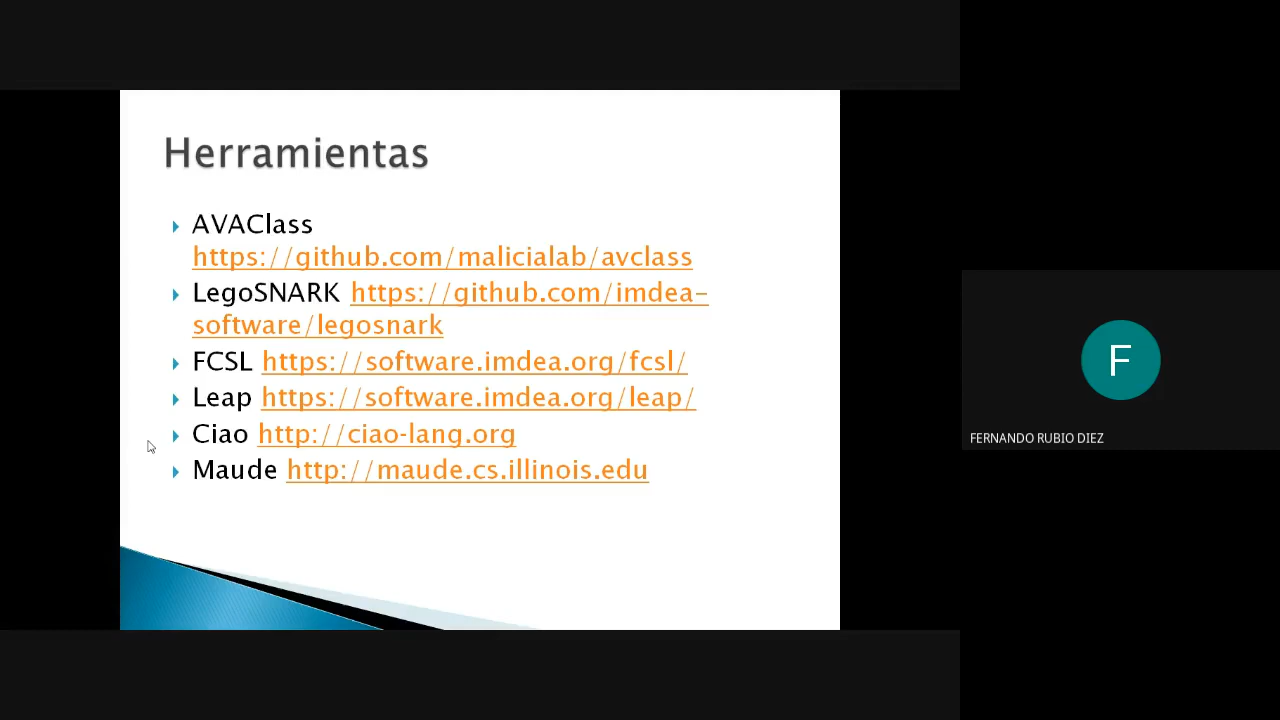 Herramientas
AVAClass
https://github.com/malicialab/avclass
LegoSNARK https://github.com/imdea-
software/legosnark
FCSL https://software.imdea.org/fcsl/
Leap https://software.imdea.org/leap/
Ciao http://ciao-lang.org
Maude http://maude.cs.illinois.edu
F
FERNANDO RUBIO DIEZ